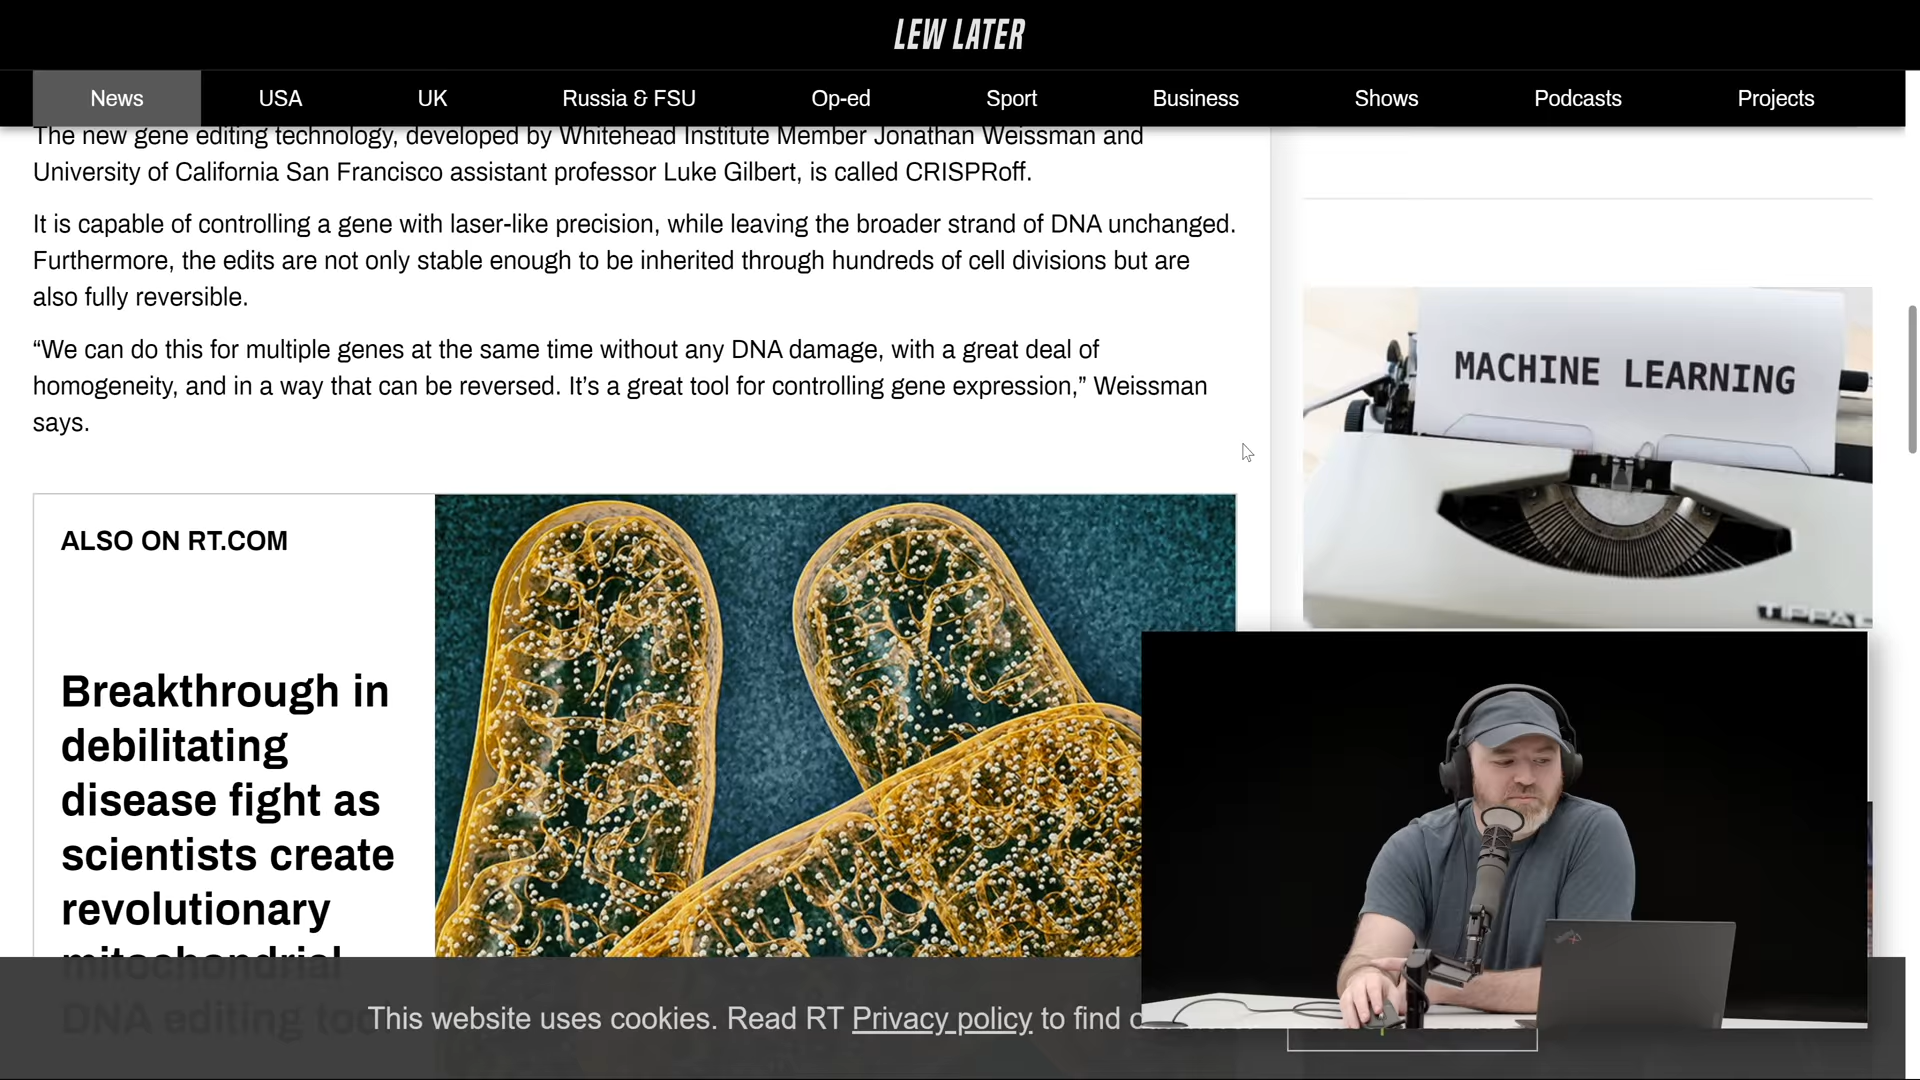 LEW LATER
News USA UK Russia & FSU Op-ed Sport Business Shows Podcasts Projects
The new gene editing technology, developed by Whitehead Institute Member Jonathan Weissman and
University of California San Francisco assistant professor Luke Gilbert, is called CRISPRoff.
It is capable of controlling a gene with laser-like precision, while leaving the broader strand of DNA unchanged.
Furthermore, the edits are not only stable enough to be inherited through hundreds of cell divisions but are
also fully reversible.
“We can do this for multiple genes at the same time without any DNA damage, with a great deal of
homogeneity, and in a way that can be reversed. It’s a great tool for controlling gene expression,” Weissman
says.
MACHINE LEARNING
ALSO ON RT.COM
Breakthrough in
debilitating
disease fight as
scientists create
revolutionary
mitochondrial
DNA editing
This website uses cookies. Read RT Privacy policy to find